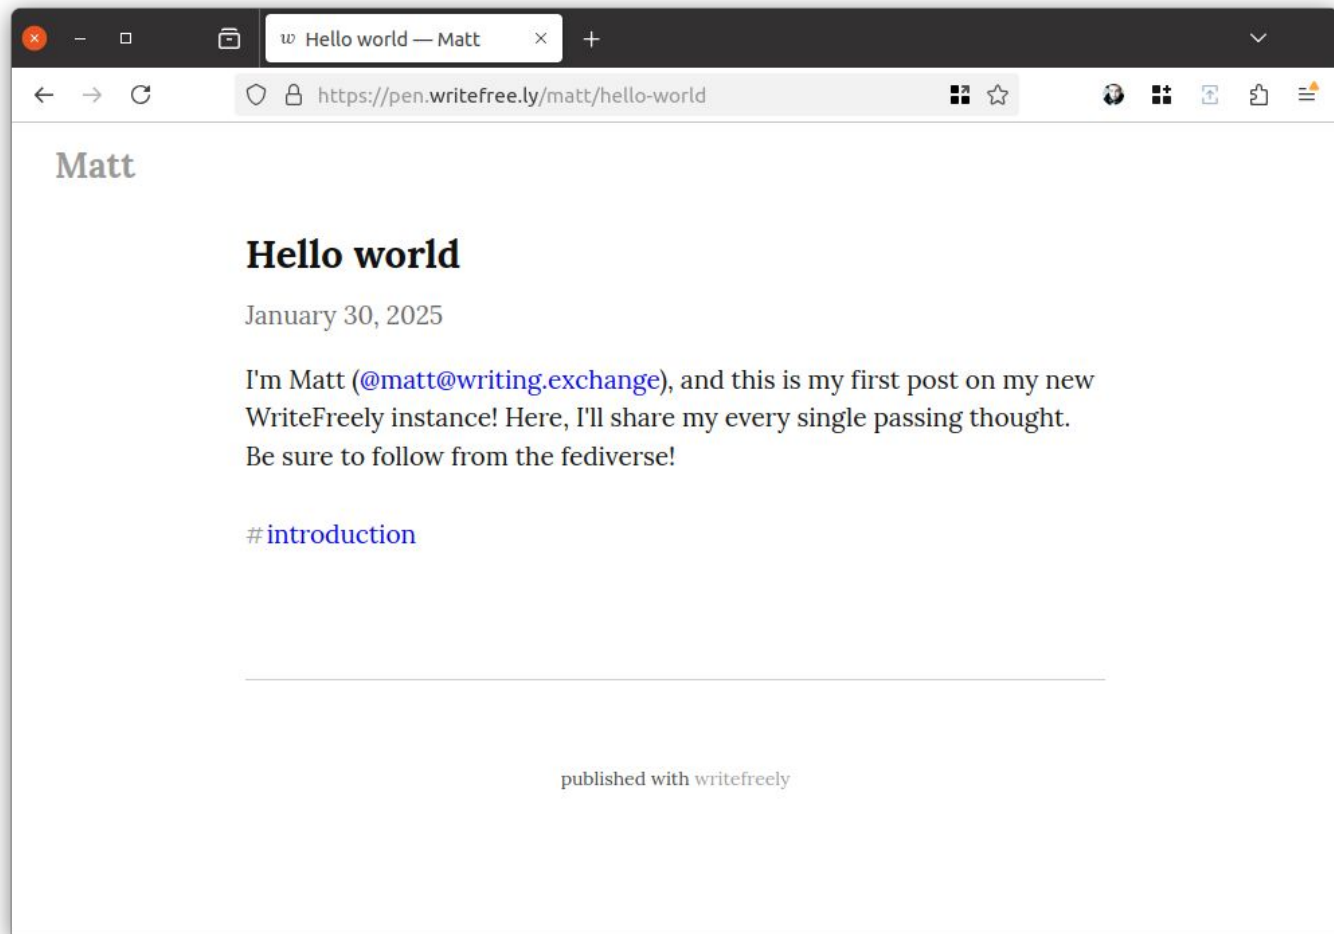 w Hello world — Matt
https://pen.writefree.ly/matt/hello-world
Matt
Hello world
January 30, 2025
I'm Matt (@matt@writing.exchange), and this is my first post on my new
WriteFreely instance! Here, I'll share my every single passing thought.
Be sure to follow from the fediverse!
#introduction
published with writefreely